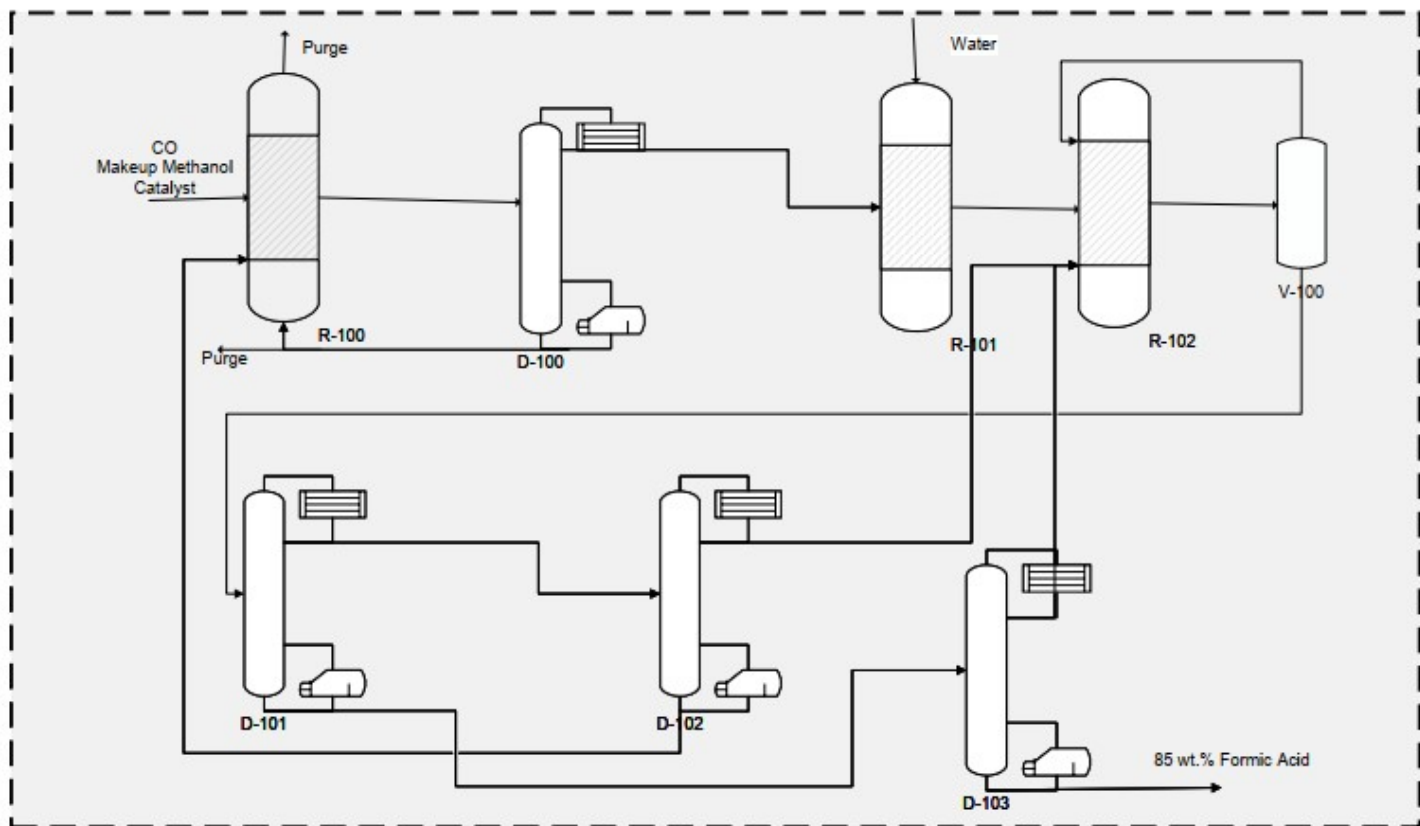 Purge
Water
CO
Makeup Methanol
Catalyst
R-100
Purge
D-100
R-101
R-102
V-100
D-101
D-102
85 wt.% Formic Acid
D-103